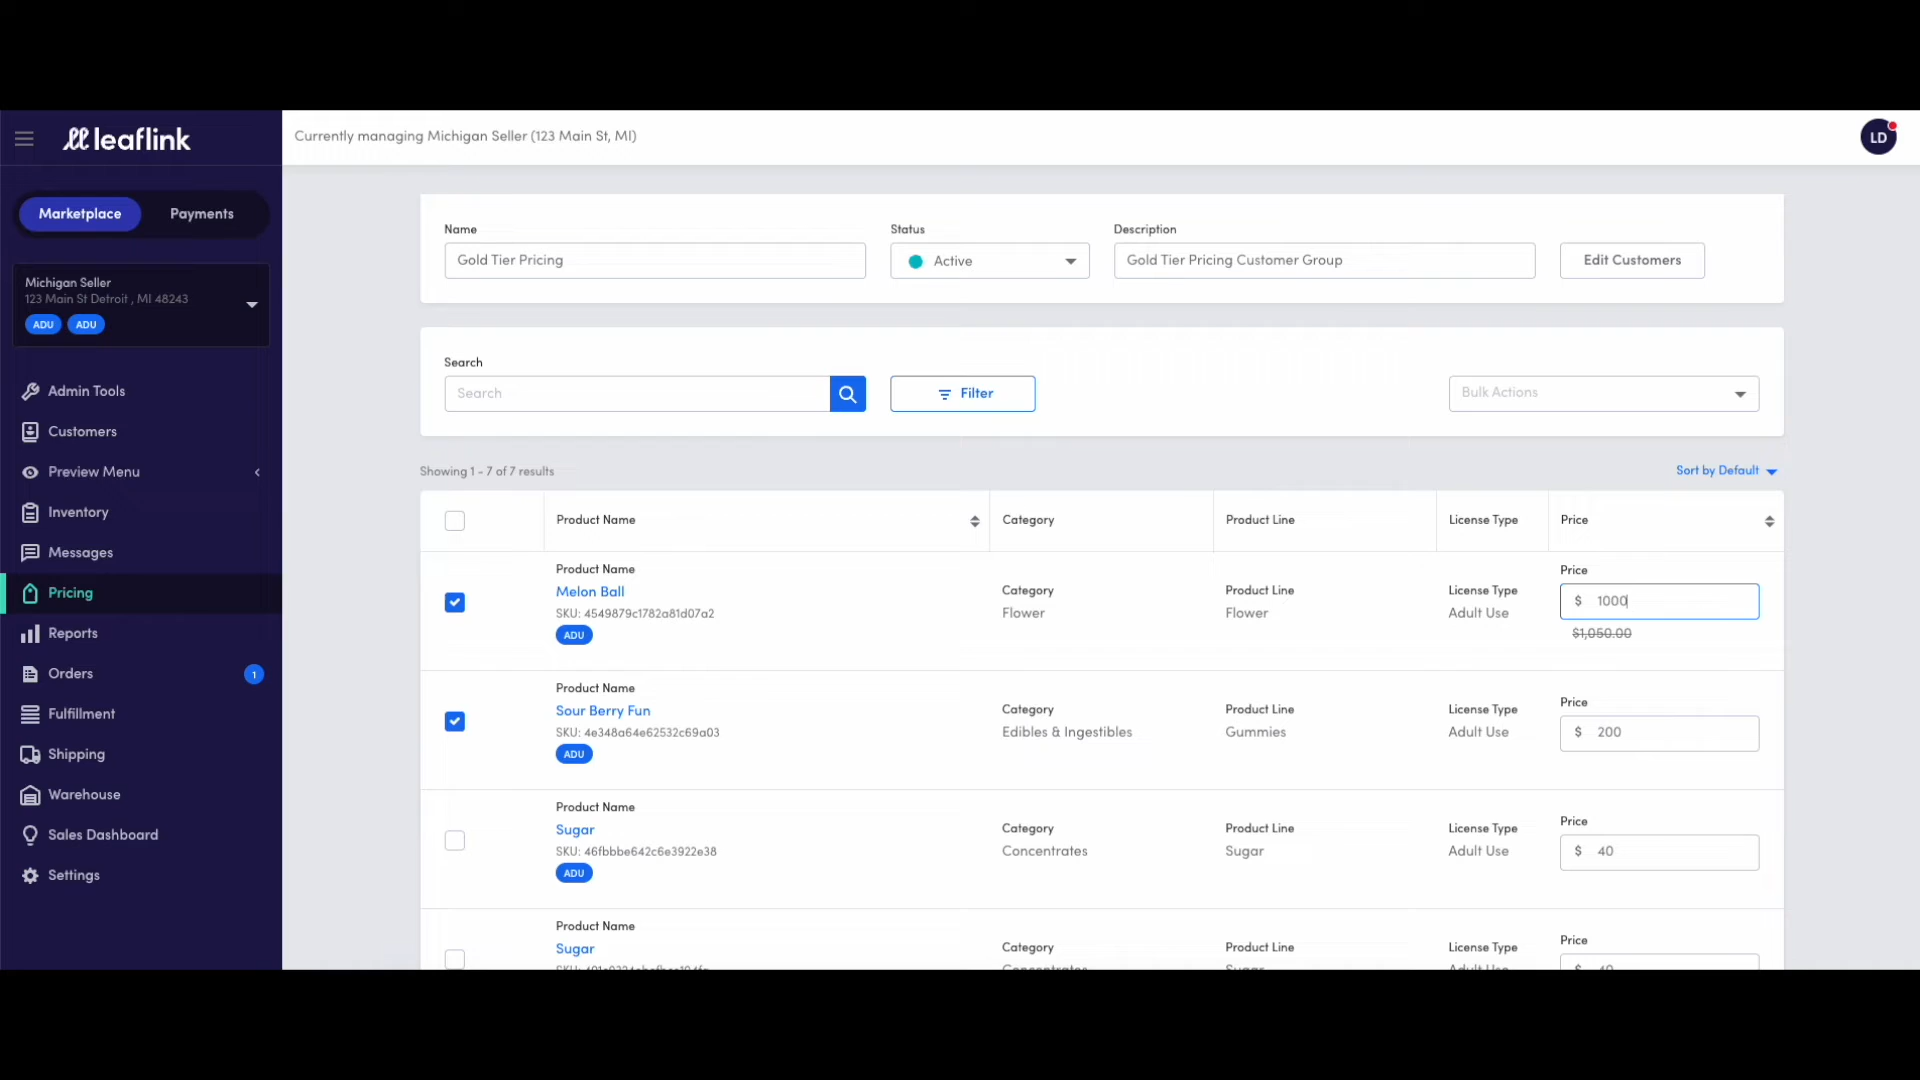 leaflink
Currently managing Michigan Seller (123 Main St, MI)
LD
Marketplace
Payments
Michigan Seller
123 Main St Detroit , MI 48243
ADU ADU
Admin Tools
Customers
Preview Menu
Inventory
Messages
Pricing
Reports
Orders 1
Fulfillment
Shipping
Warehouse
Sales Dashboard
Settings
Name
Gold Tier Pricing
Status
Active
Description
Gold Tier Pricing Customer Group
Edit Customers
Search
Search
Filter
Bulk Actions
Showing 1 - 7 of 7 results
Sort by Default
Product Name Category Product Line License Type Price
Product Name
Melon Ball
SKU: 4549879c1782a81d07a2
ADU
Category
Flower
Product Line
Flower
License Type
Adult Use
Price
$ 1000
$1,050.00
Product Name
Sour Berry Fun
SKU: 4e348a64e62532c69a03
ADU
Category
Edibles & Ingestibles
Product Line
Gummies
License Type
Adult Use
Price
$ 200
Product Name
Sugar
SKU: 46fbbbe642c6e3922e38
ADU
Category
Concentrates
Product Line
Sugar
License Type
Adult Use
Price
$ 40
Product Name
Sugar
Category
Concentrates
Product Line
Sugar
License Type
Adult Use
Price
$ 40